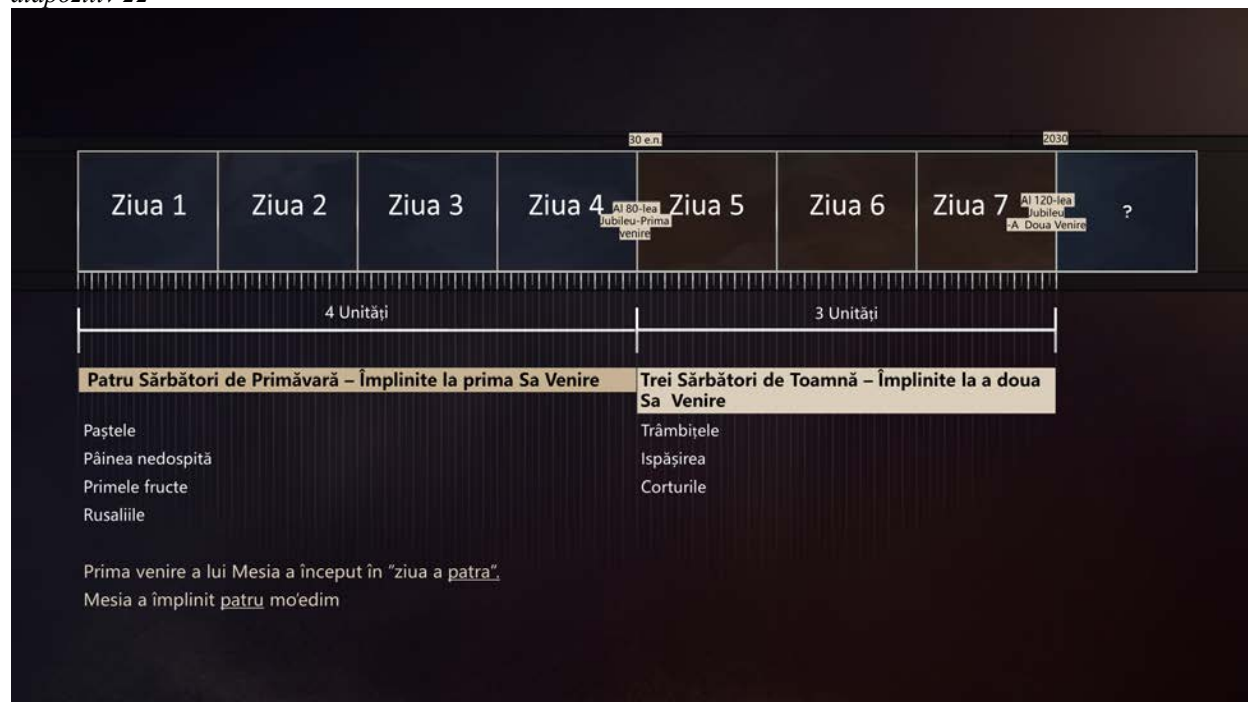 diapozitiv 22
30 e.n.
2030
Ziua 1
Ziua 2
Ziua 3
Ziua 4
Al 80-lea
Jubileu-Prima
venire
Ziua 5
Ziua 6
Ziua 7
Al 120-lea
Jubileu
-A Doua Venire
?
4 Unități
3 Unități
Patru Sărbători de Primăvară – Împlinite la prima Sa Venire
Trei Sărbători de Toamnă – Împlinite la a doua
Sa Venire
Paștele
Pâinea nedospită
Primele fructe
Rusaliile
Trâmbițele
Ispășirea
Corturile
Prima venire a lui Mesia a început în ”ziua a patra”.
Mesia a împlinit patru mo'edim